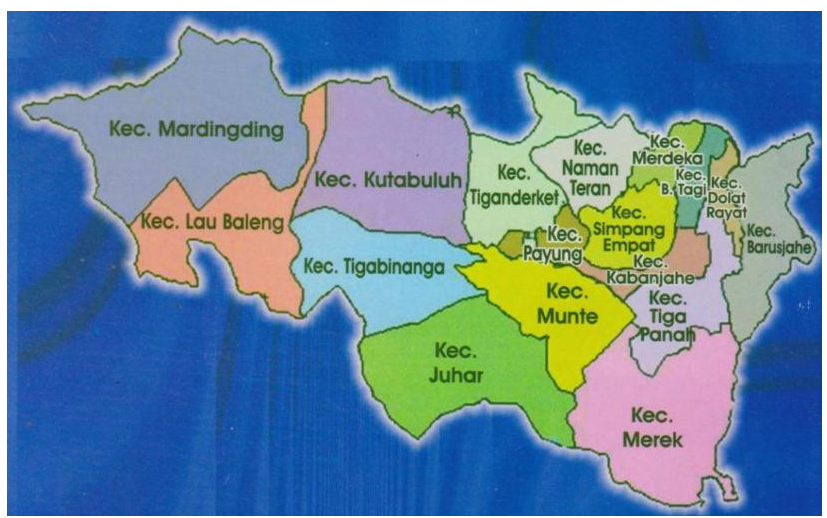 Kec. Mardingding
Kec. Lau Baleng
Kec. Kutabuluh
Kec. Tigabinanga
Kec.
Tiganderket
Kec.
Naman
Teran
Kec.
Merdeka
Kec.
B. Tagi
Kec.
Dolat
Rayat
Kec.
Barusjahe
Kec.
Simpang
Empat
Kec.
Payung
Kec.
Kabanjahe
Kec.
Munte
Kec.
Tiga
Panah
Kec.
Juhar
Kec.
Merek